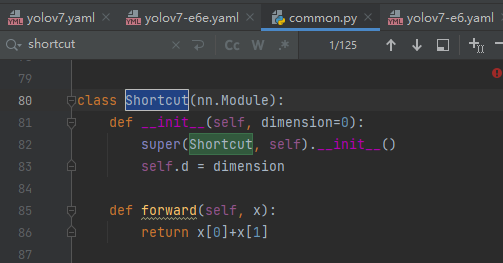 yolov7.yaml yolov7-e6e.yaml common.py yolov7-e6.yaml
shortcut Cc W .* 1/125
79
80 class Shortcut(nn.Module):
81 def __init__(self, dimension=0):
82 super(Shortcut, self).__init__()
83 self.d = dimension
84
85 def forward(self, x):
86 return x[0]+x[1]
87